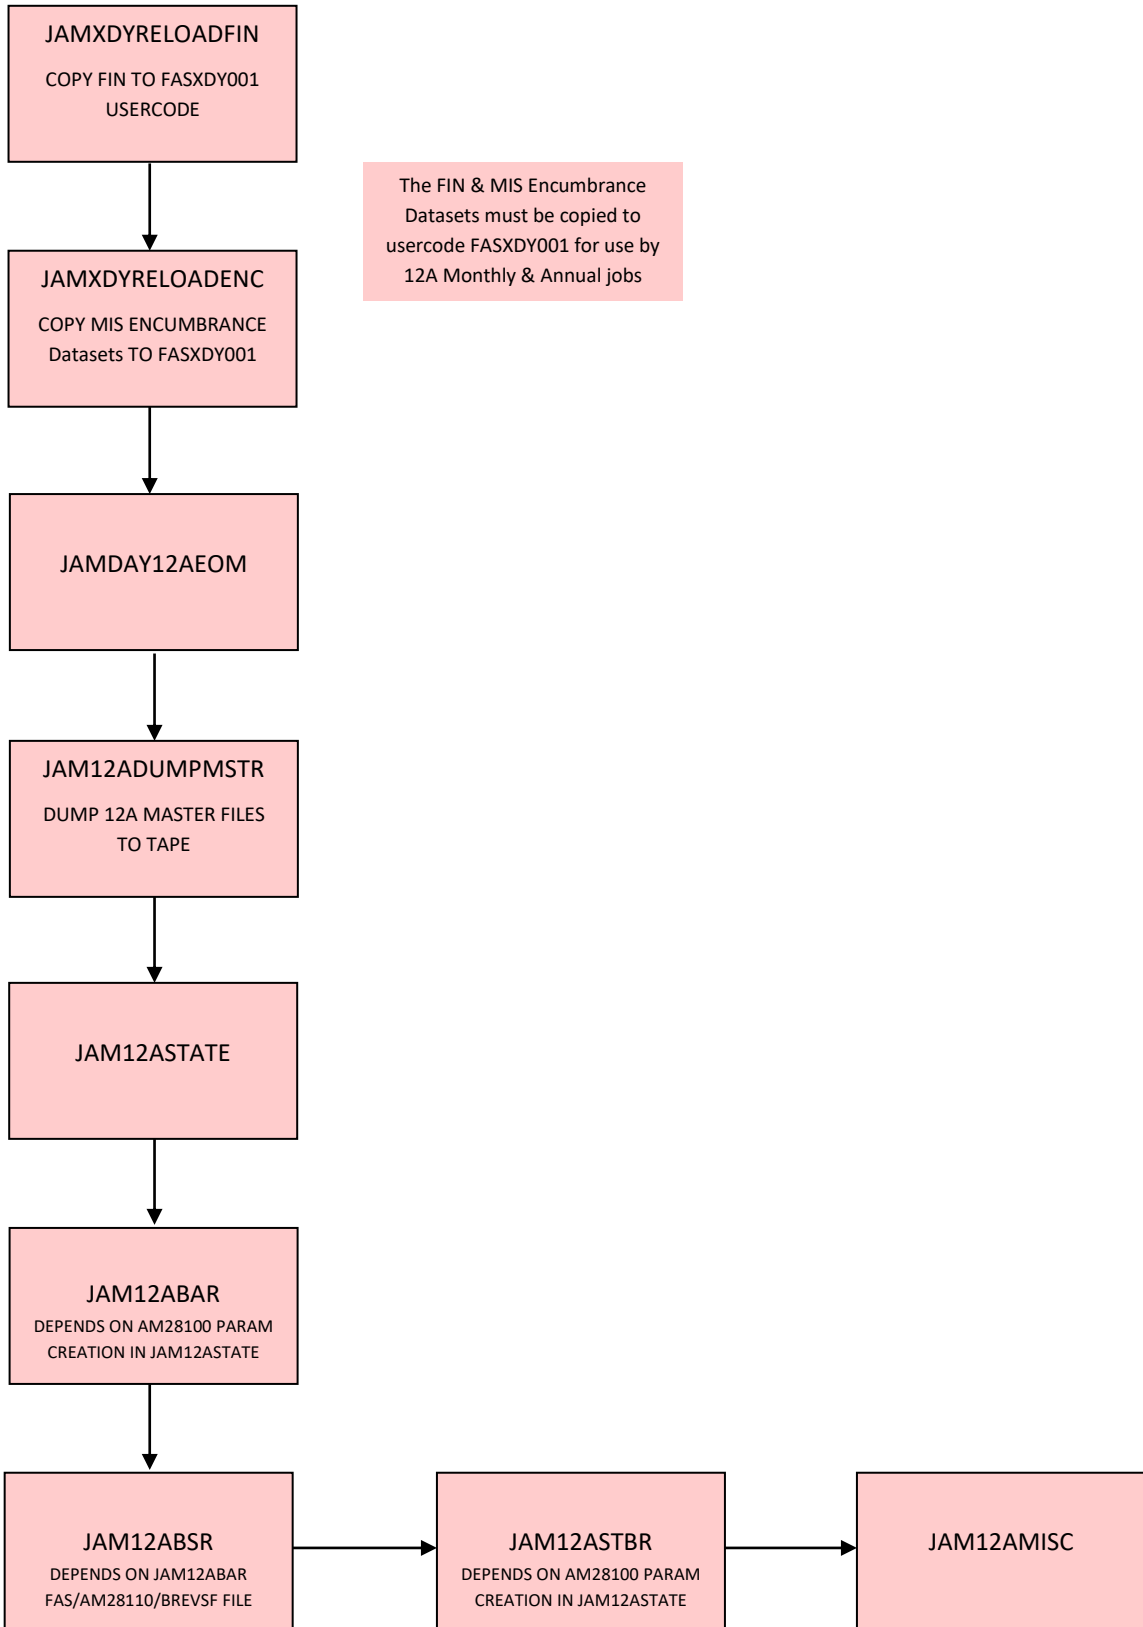 JAMXDYRELOADFIN
COPY FIN TO FASXDY001
USERCODE
The FIN & MIS Encumbrance
Datasets must be copied to
usercode FASXDY001 for use by
12A Monthly & Annual jobs
JAMXDYRELOADENC
COPY MIS ENCUMBRANCE
Datasets TO FASXDY001
JAMDAY12AEOM
JAM12ADUMPMSTR
DUMP 12A MASTER FILES
TO TAPE
JAM12ASTATE
JAM12ABAR
DEPENDS ON AM28100 PARAM
CREATION IN JAM12ASTATE
JAM12ABSR
DEPENDS ON JAM12ABAR
FAS/AM28110/BREVSF FILE
JAM12ASTBR
DEPENDS ON AM28100 PARAM
CREATION IN JAM12ASTATE
JAM12AMISC